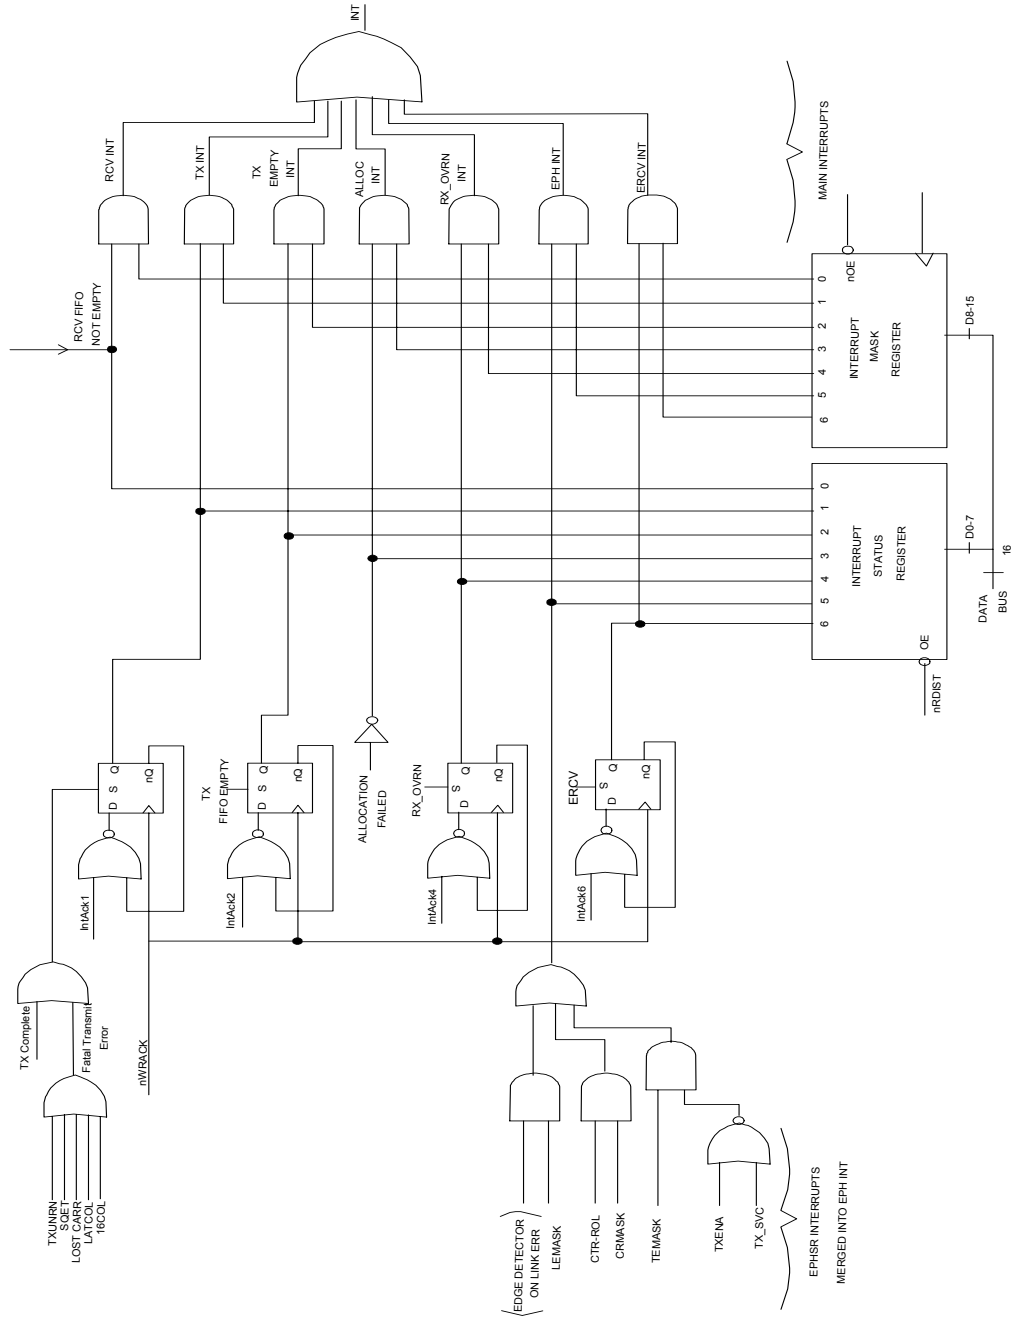 INT
RCV INT
TX INT
TX
EMPTY
INT
ALLOC
INT
RX_OVRN
INT
EPH INT
ERCV INT
MAIN INTERRUPTS
RCV FIFO
NOT EMPTY
0
1
2
3
4
5
6
nOE
INTERRUPT
MASK
REGISTER
D8-15
0
1
2
3
4
5
6
INTERRUPT
STATUS
REGISTER
OE
D0-7
16
DATA
BUS
nRDIST
D
S
Q
nQ
IntAck1
TX
FIFO EMPTY
D
S
Q
nQ
IntAck2
ALLOCATION
FAILED
RX_OVRN
D
S
Q
nQ
IntAck4
ERCV
D
S
Q
nQ
IntAck6
TX Complete
Fatal Transmit
Error
nWRACK
TXUNRN
SQET
LOST CARR
LATCOL
16COL
EDGE DETECTOR
ON LINK ERR
LEMASK
CTR-ROL
CRMASK
TEMASK
TXENA
TX_SVC
EPHSR INTERRUPTS
MERGED INTO EPH INT